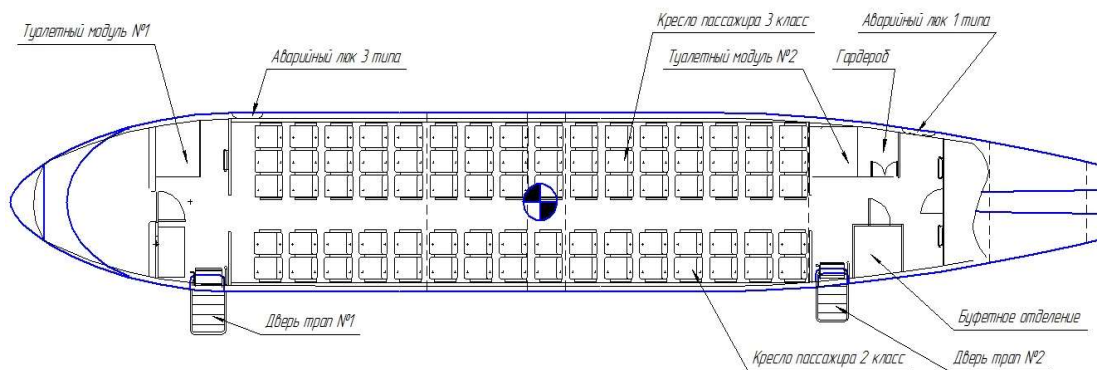 Туалетный модуль №1
Аварийный люк 3 типа
Кресло пассажира 3 класс
Туалетный модуль №2
Гардероб
Аварийный люк 1 типа
Дверь трап №1
Кресло пассажира 2 класс
Буфетное отделение
Дверь трап №2